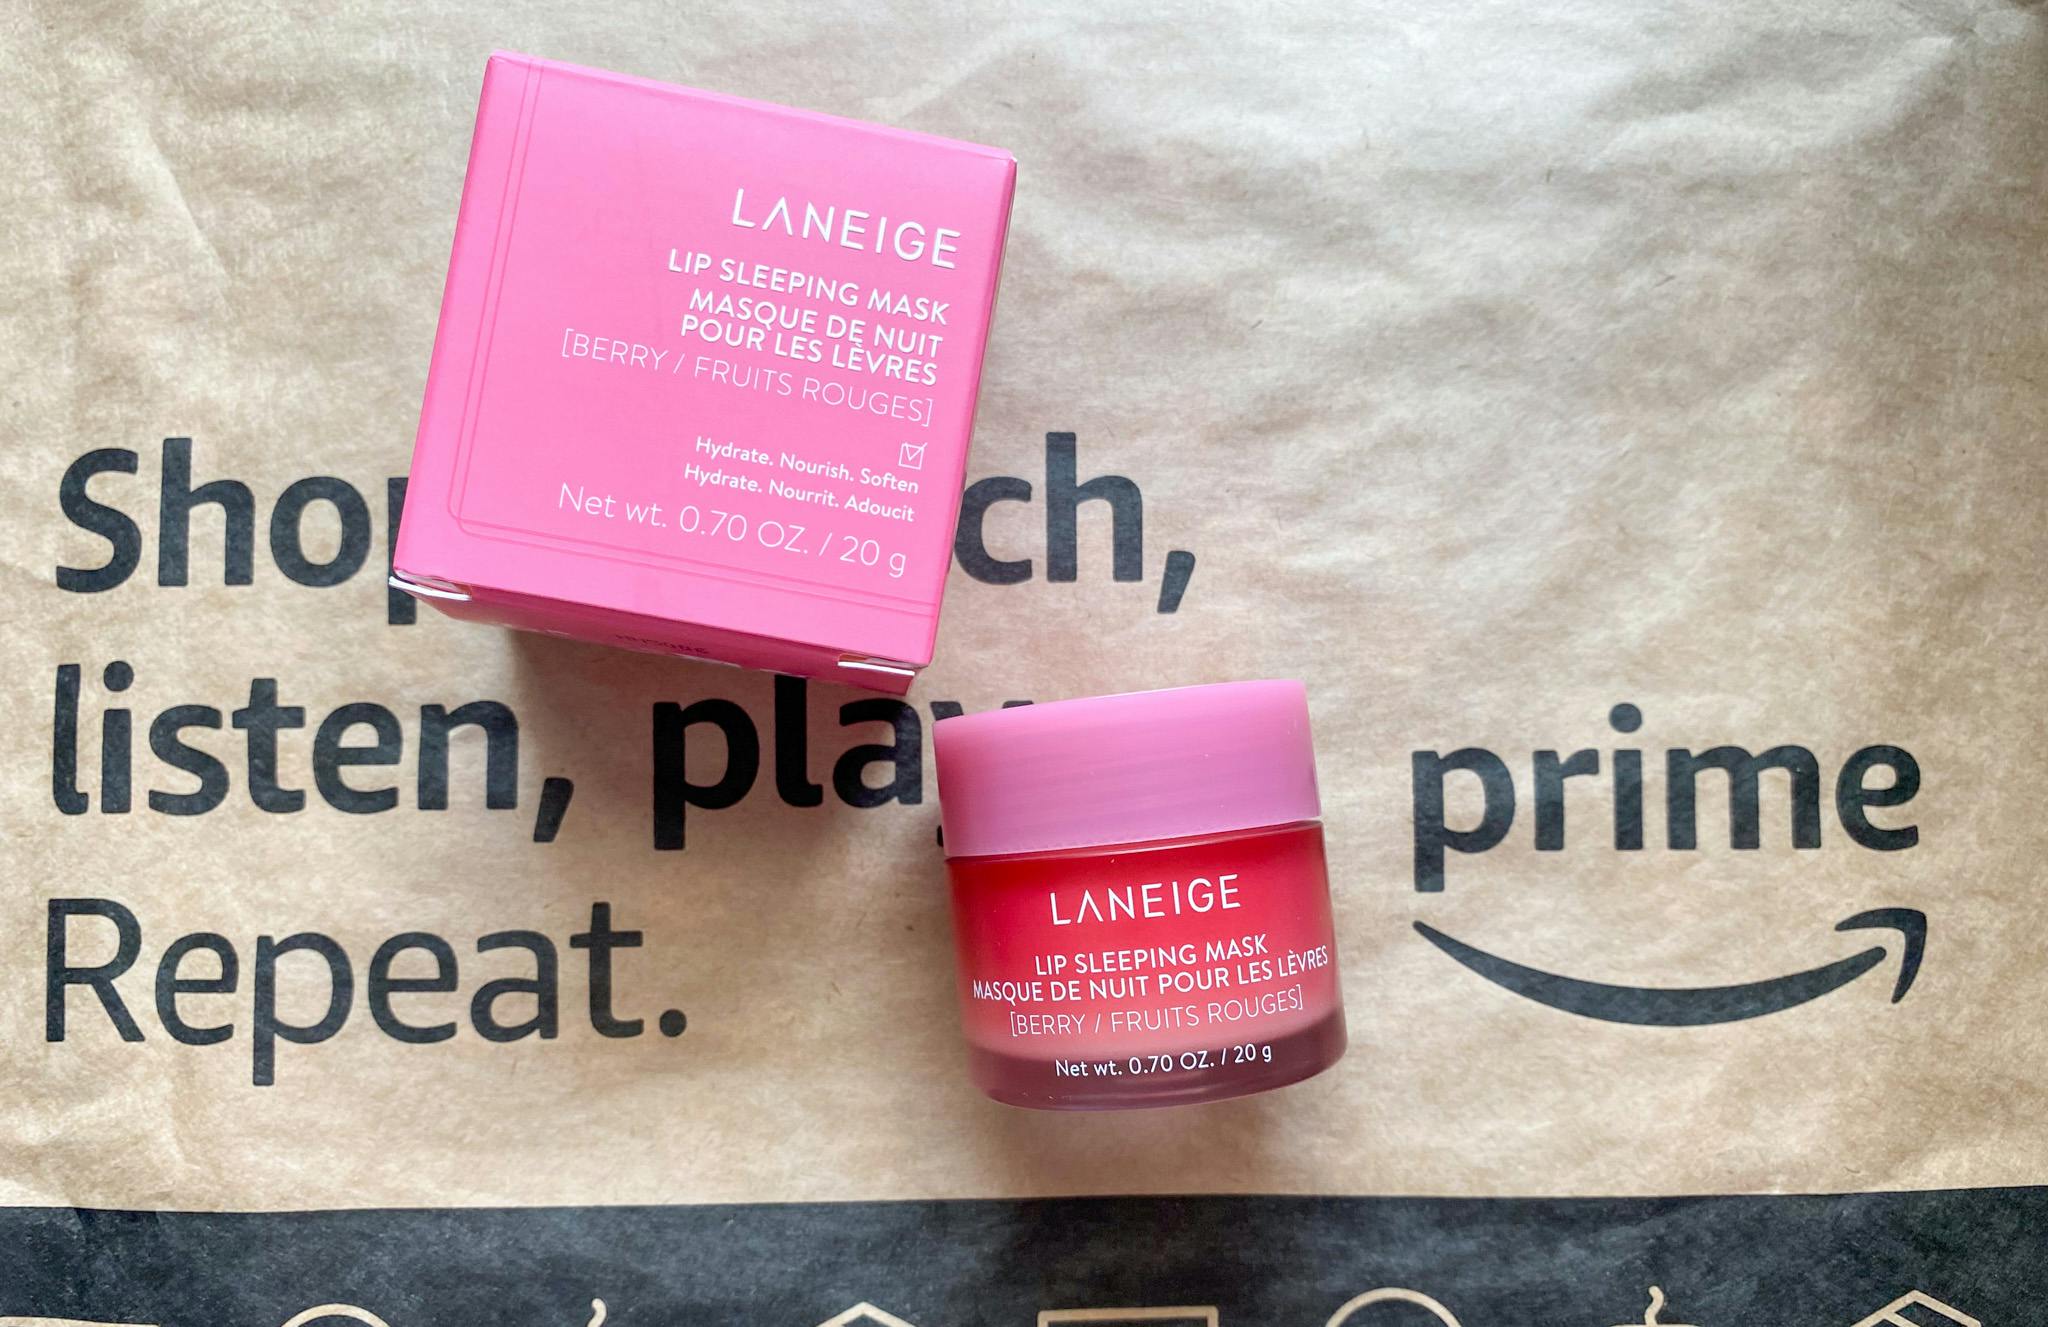 LANEIGE
LIP SLEEPING MASK
MASQUE DE NUIT
POUR LES LÈVRES
[BERRY / FRUITS ROUGES]
Hydrate. Nourish. Soften
Hydrate. Nourrit. Adoucit
Net wt. 0.70 OZ. / 20 g
Shop ch,
listen, play
Repeat.
prime
LANEIGE
LIP SLEEPING MASK
MASQUE DE NUIT POUR LES LÈVRES
[BERRY / FRUITS ROUGES]
Net wt. 0.70 OZ. / 20 g